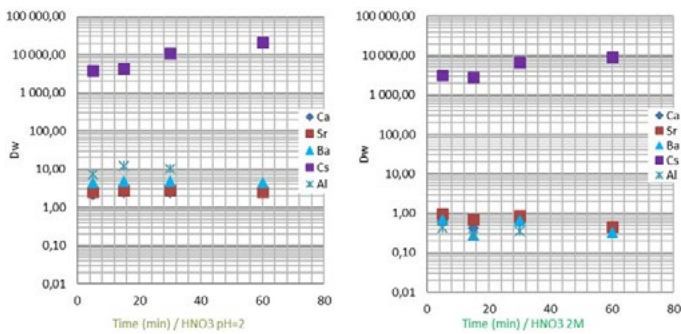 100 000,00
10 000,00
1 000,00
100,00
10,00
1,00
0,10
0,01
Dw
0
20
40
60
80
Time (min) / HNO3 pH=2
Ca
Sr
Ba
Cs
Al
100 000,00
10 000,00
1 000,00
100,00
10,00
1,00
0,10
0,01
Dw
0
20
40
60
80
Time (min) / HNO3 2M
Ca
Sr
Ba
Cs
Al